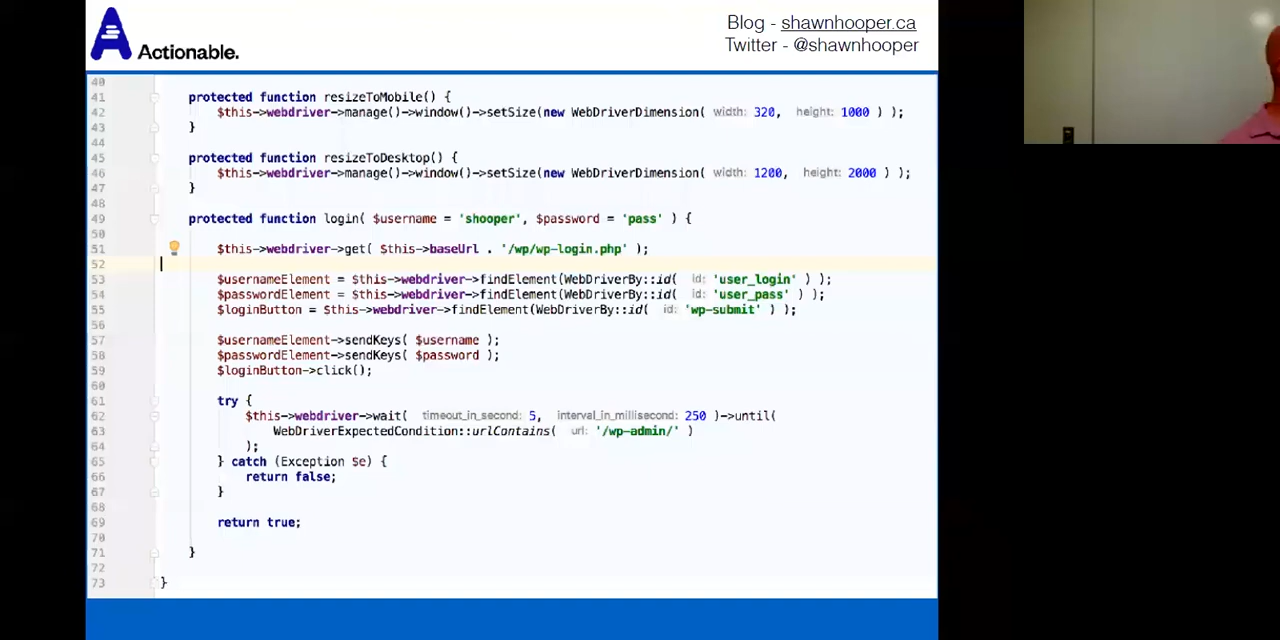 Blog - shawnhooper.ca
Twitter - @shawnhooper
A Actionable.
40
41 protected function resizeToMobile() {
42 $this->webdriver->manage()->window()->setSize(new WebDriverDimension( width: 320, height: 1000 ) );
43 }
44
45 protected function resizeToDesktop() {
46 $this->webdriver->manage()->window()->setSize(new WebDriverDimension( width: 1200, height: 2000 ) );
47 }
48
49 protected function login( $username = 'shooper', $password = 'pass' ) {
50
51 $this->webdriver->get( $this->baseUrl . '/wp/wp-login.php' );
52
53 $usernameElement = $this->webdriver->findElement(WebDriverBy::id( id: 'user_login' ) );
54 $passwordElement = $this->webdriver->findElement(WebDriverBy::id( id: 'user_pass' ) );
55 $loginButton = $this->webdriver->findElement(WebDriverBy::id( id: 'wp-submit' ) );
56
57 $usernameElement->sendKeys( $username );
58 $passwordElement->sendKeys( $password );
59 $loginButton->click();
60
61 try {
62 $this->webdriver->wait( timeout_in_second: 5, interval_in_millisecond: 250 )->until(
63 WebDriverExpectedCondition::urlContains( url: '/wp-admin/' )
64 );
65 } catch (Exception $e) {
66 return false;
67 }
68
69 return true;
70
71 }
72
73 }